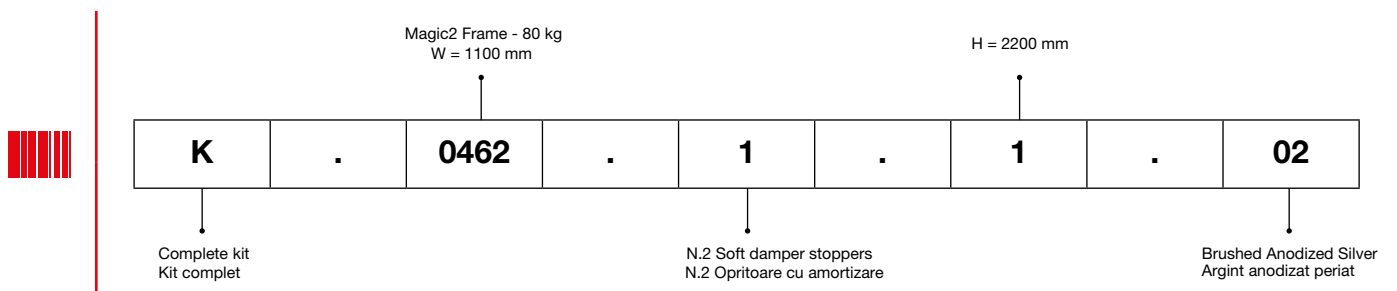 Magic2 Frame - 80 kg
W = 1100 mm
H = 2200 mm
K . 0462 . 1 . 1 . 02
Complete kit
Kit complet
N.2 Soft damper stoppers
N.2 Opritoare cu amortizare
Brushed Anodized Silver
Argint anodizat periat